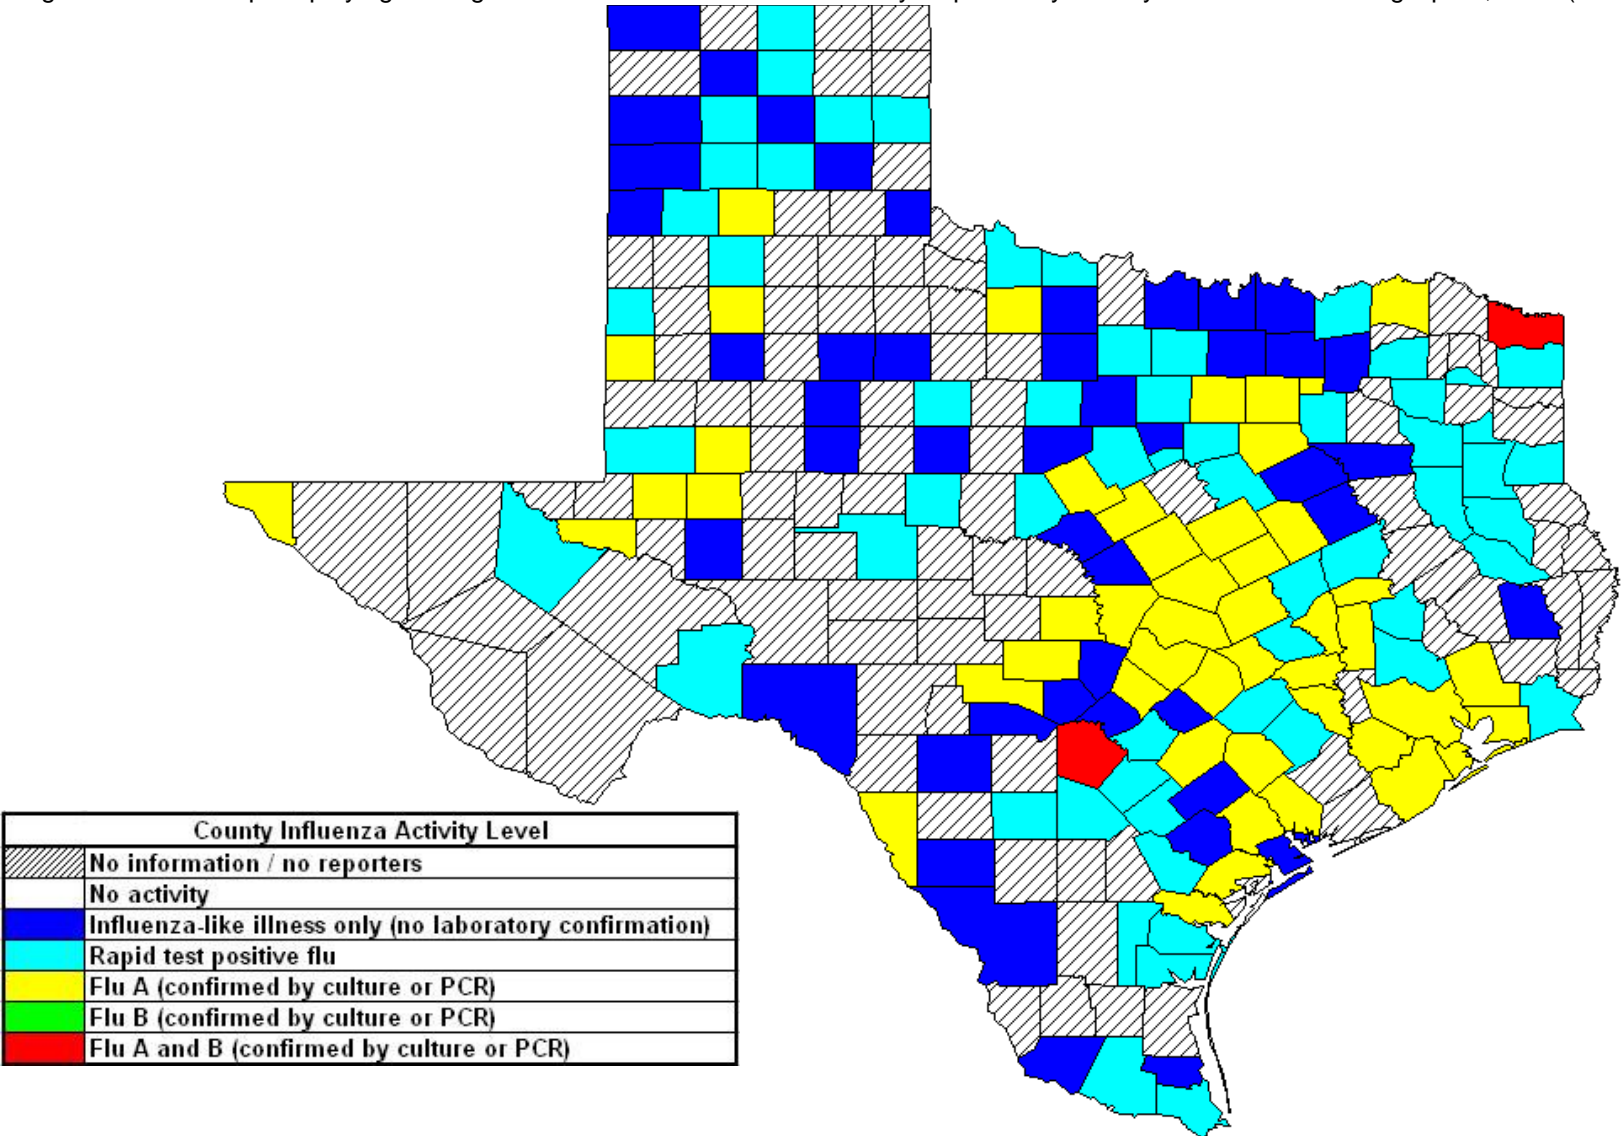 County Influenza Activity Level
No information / no reporters
No activity
Influenza-like illness only (no laboratory confirmation)
Rapid test positive flu
Flu A (confirmed by culture or PCR)
Flu B (confirmed by culture or PCR)
Flu A and B (confirmed by culture or PCR)